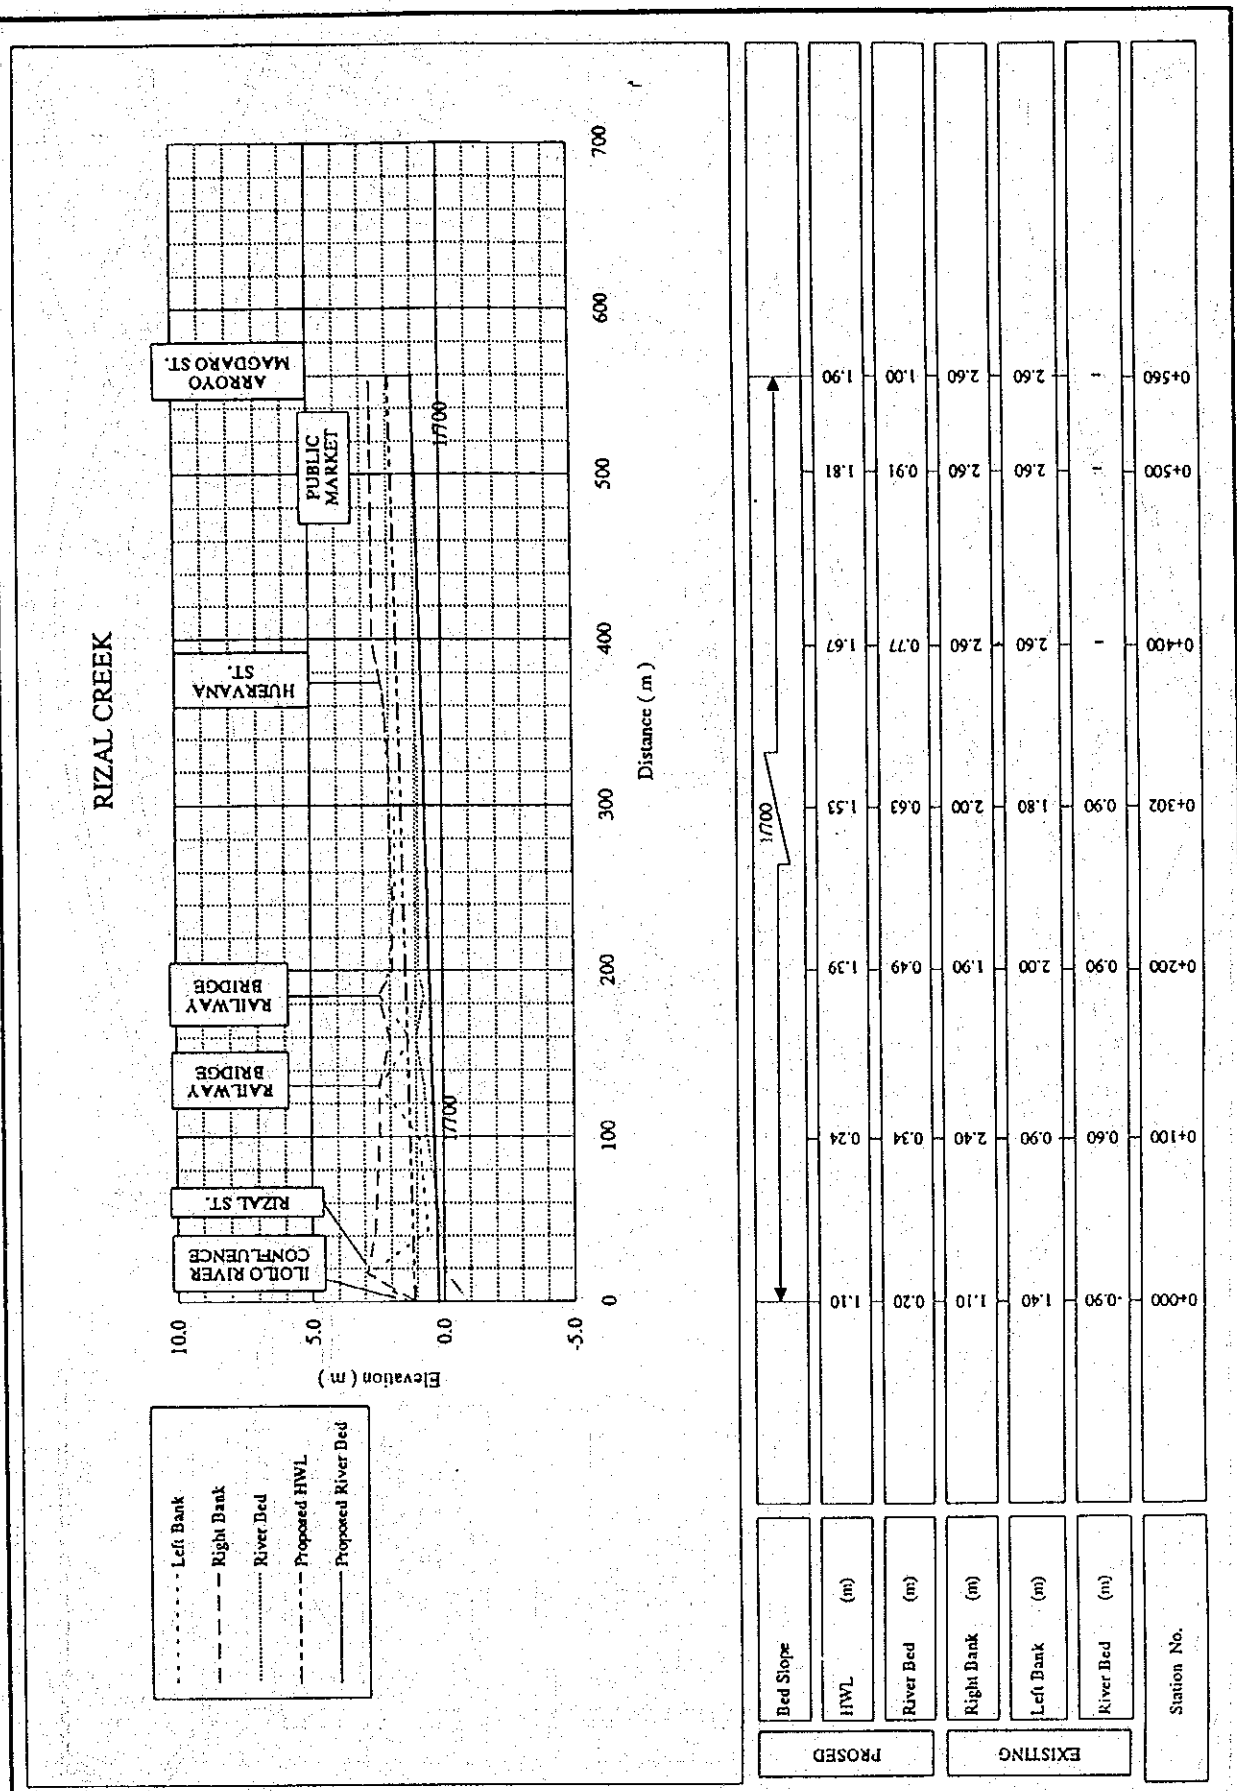 RIZAL CREEK
Left Bank
Right Bank
River Bed
Proposed HWL
Proposed River Bed
Elevation ( m )
10.0
5.0
0.0
-5.0
ILOILO RIVER
CONFLUENCE
RIZAL ST.
RAILWAY
BRIDGE
RAILWAY
BRIDGE
HUERVANA
ST.
PUBLIC
MARKET
ARROYO
MAGDARO ST.
1/700
1/700
0
100
200
300
400
500
600
700
Distance ( m )
PROSED
Bed Slope
1/700
HWL (m) 1.10 0.24 1.39 1.53 1.67 1.81 1.90
River Bed (m) 0.20 0.34 0.49 0.63 0.77 0.91 1.00
EXISTING
Right Bank (m) 1.10 2.40 1.90 2.00 2.60 2.60 2.60
Left Bank (m) 1.40 0.90 2.00 1.80 2.60 2.60 2.60
River Bed (m) -0.90 0.60 0.90 0.90 - - -
Station No. 0+000 0+100 0+200 0+302 0+400 0+500 0+560